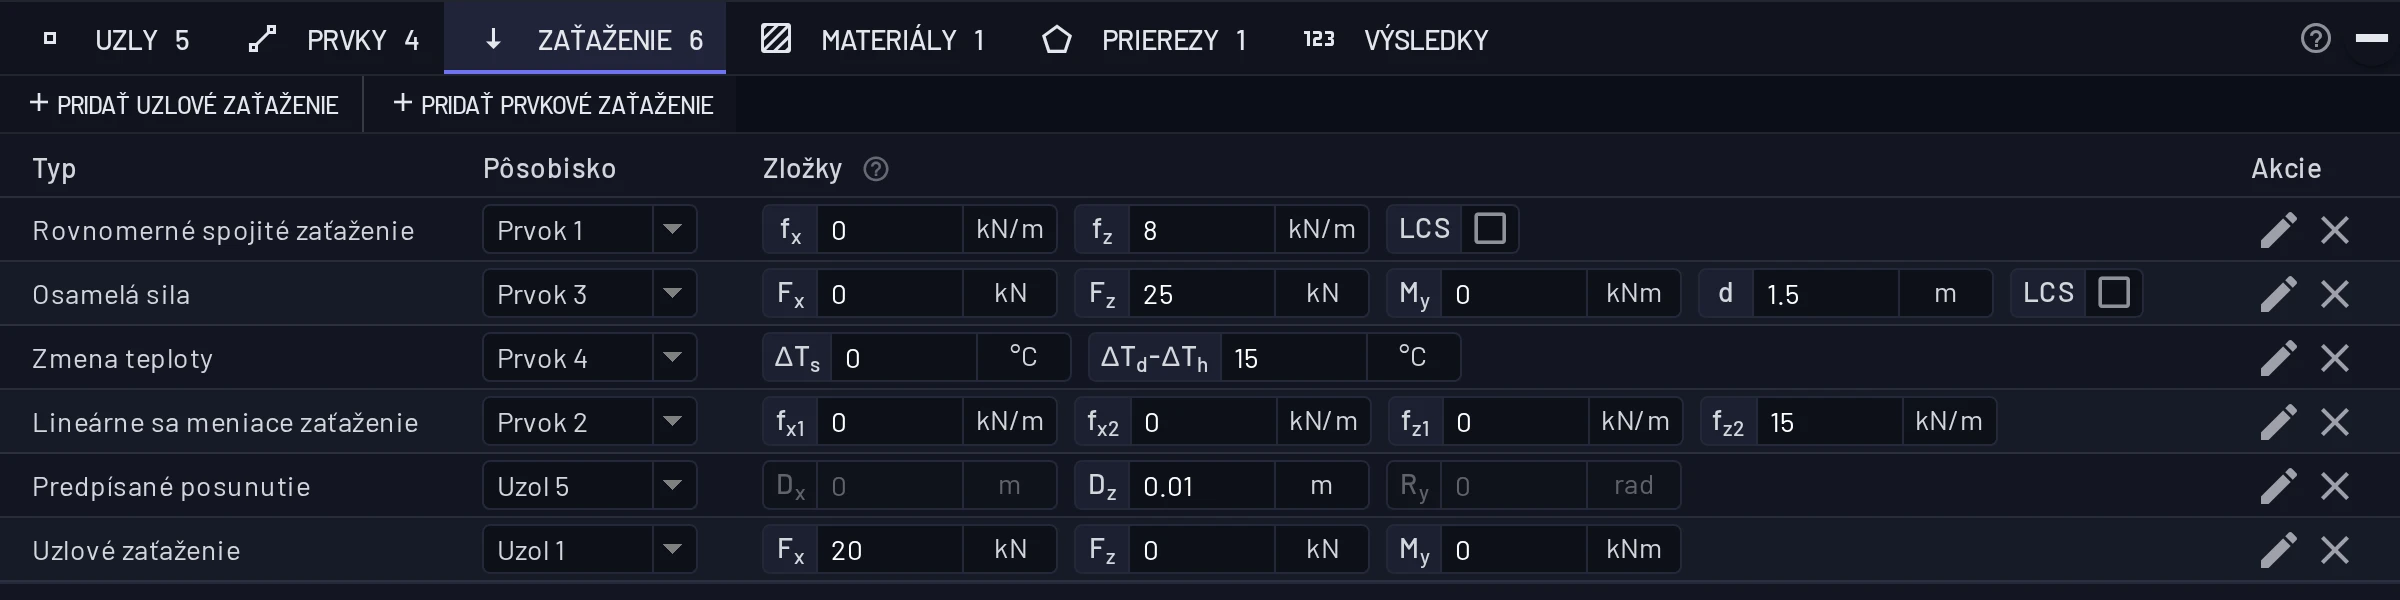 UZLY 5 PRVKY 4 ZAŤAŽENIE 6 MATERIÁLY 1 PRIEREZY 1 123 VÝSLEDKY ?
+ PRIDAŤ UZLOVÉ ZAŤAŽENIE + PRIDAŤ PRVKOVÉ ZAŤAŽENIE
Typ Pôsobisko Zložky ? Akcie
Rovnomerné spojité zaťaženie Prvok 1 fx 0 kN/m fz 8 kN/m LCS
Osamelá sila Prvok 3 Fx 0 kN Fz 25 kN My 0 kNm d 1.5 m LCS
Zmena teploty Prvok 4 ΔTs 0 °C ΔTd-ΔTh 15 °C
Lineárne sa meniace zaťaženie Prvok 2 fx1 0 kN/m fx2 0 kN/m fz1 0 kN/m fz2 15 kN/m
Predpísané posunutie Uzol 5 Dx 0 m Dz 0.01 m Ry 0 rad
Uzlové zaťaženie Uzol 1 Fx 20 kN Fz 0 kN My 0 kNm